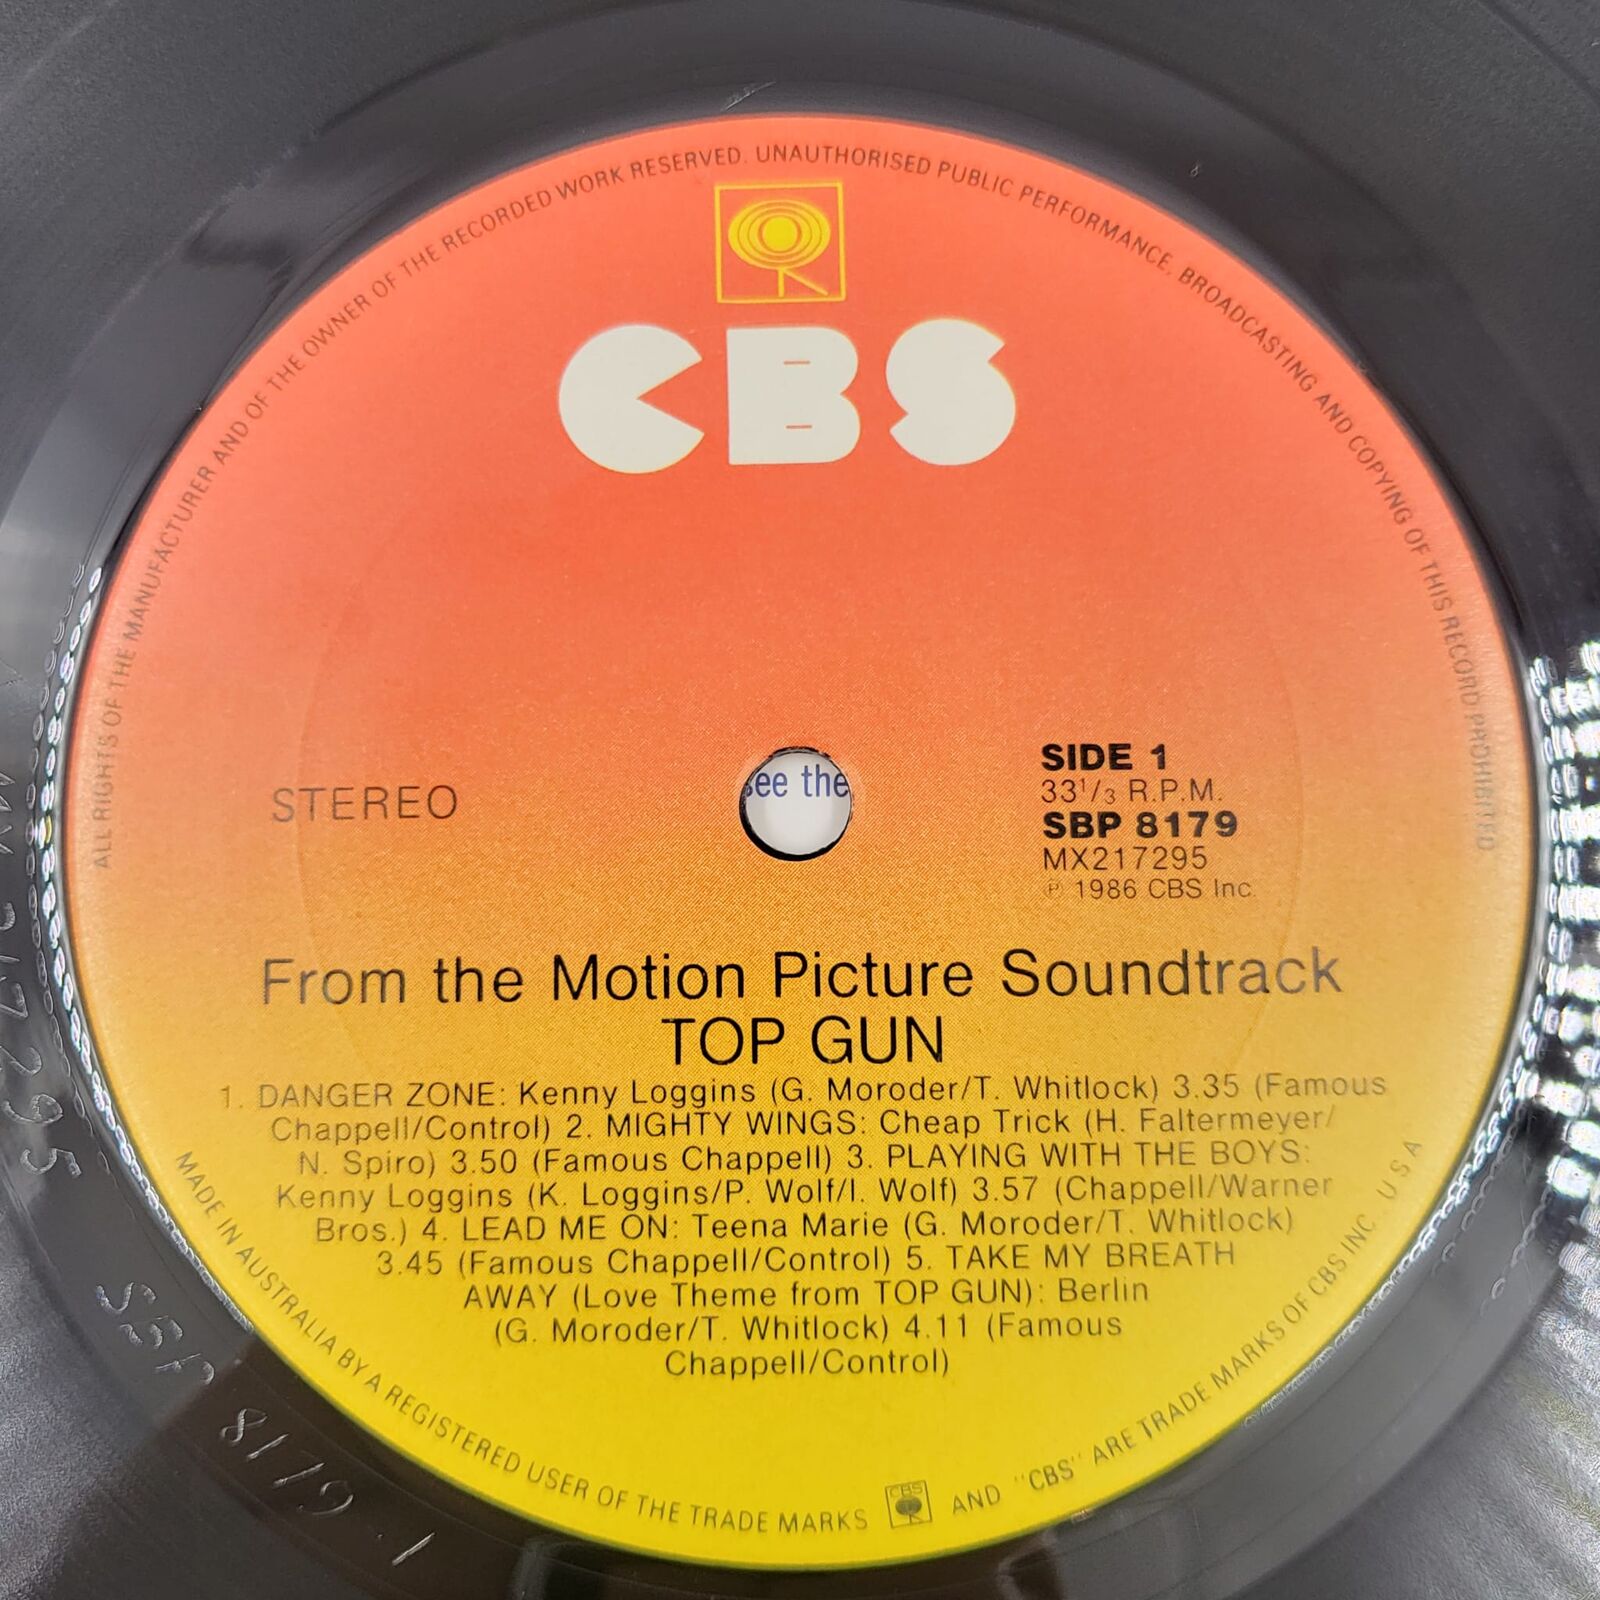 ALL RIGHTS OF THE MANUFACTURER AND OF THE OWNER OF THE RECORDED WORK RESERVED. UNAUTHORISED PUBLIC PERFORMANCE, BROADCASTING AND COPYING OF THIS RECORD PROHIBITED
CBS
STEREO
see the
SIDE 1
33 1/3 R.P.M.
SBP 8179
MX217295
℗ 1986 CBS Inc.
From the Motion Picture Soundtrack
TOP GUN
1. DANGER ZONE: Kenny Loggins (G. Moroder/T. Whitlock) 3.35 (Famous
Chappell/Control) 2. MIGHTY WINGS: Cheap Trick (H. Faltermeyer/
N. Spiro) 3.50 (Famous Chappell) 3. PLAYING WITH THE BOYS:
Kenny Loggins (K. Loggins/P. Wolf/I. Wolf) 3.57 (Chappell/Warner
Bros.) 4. LEAD ME ON: Teena Marie (G. Moroder/T. Whitlock)
3.45 (Famous Chappell/Control) 5. TAKE MY BREATH
AWAY (Love Theme from TOP GUN): Berlin
(G. Moroder/T. Whitlock) 4.11 (Famous
Chappell/Control)
MADE IN AUSTRALIA BY A REGISTERED USER OF THE TRADE MARKS CBS AND "CBS" ARE TRADE MARKS OF CBS INC. USA
MX 217295
SBP 8179-1